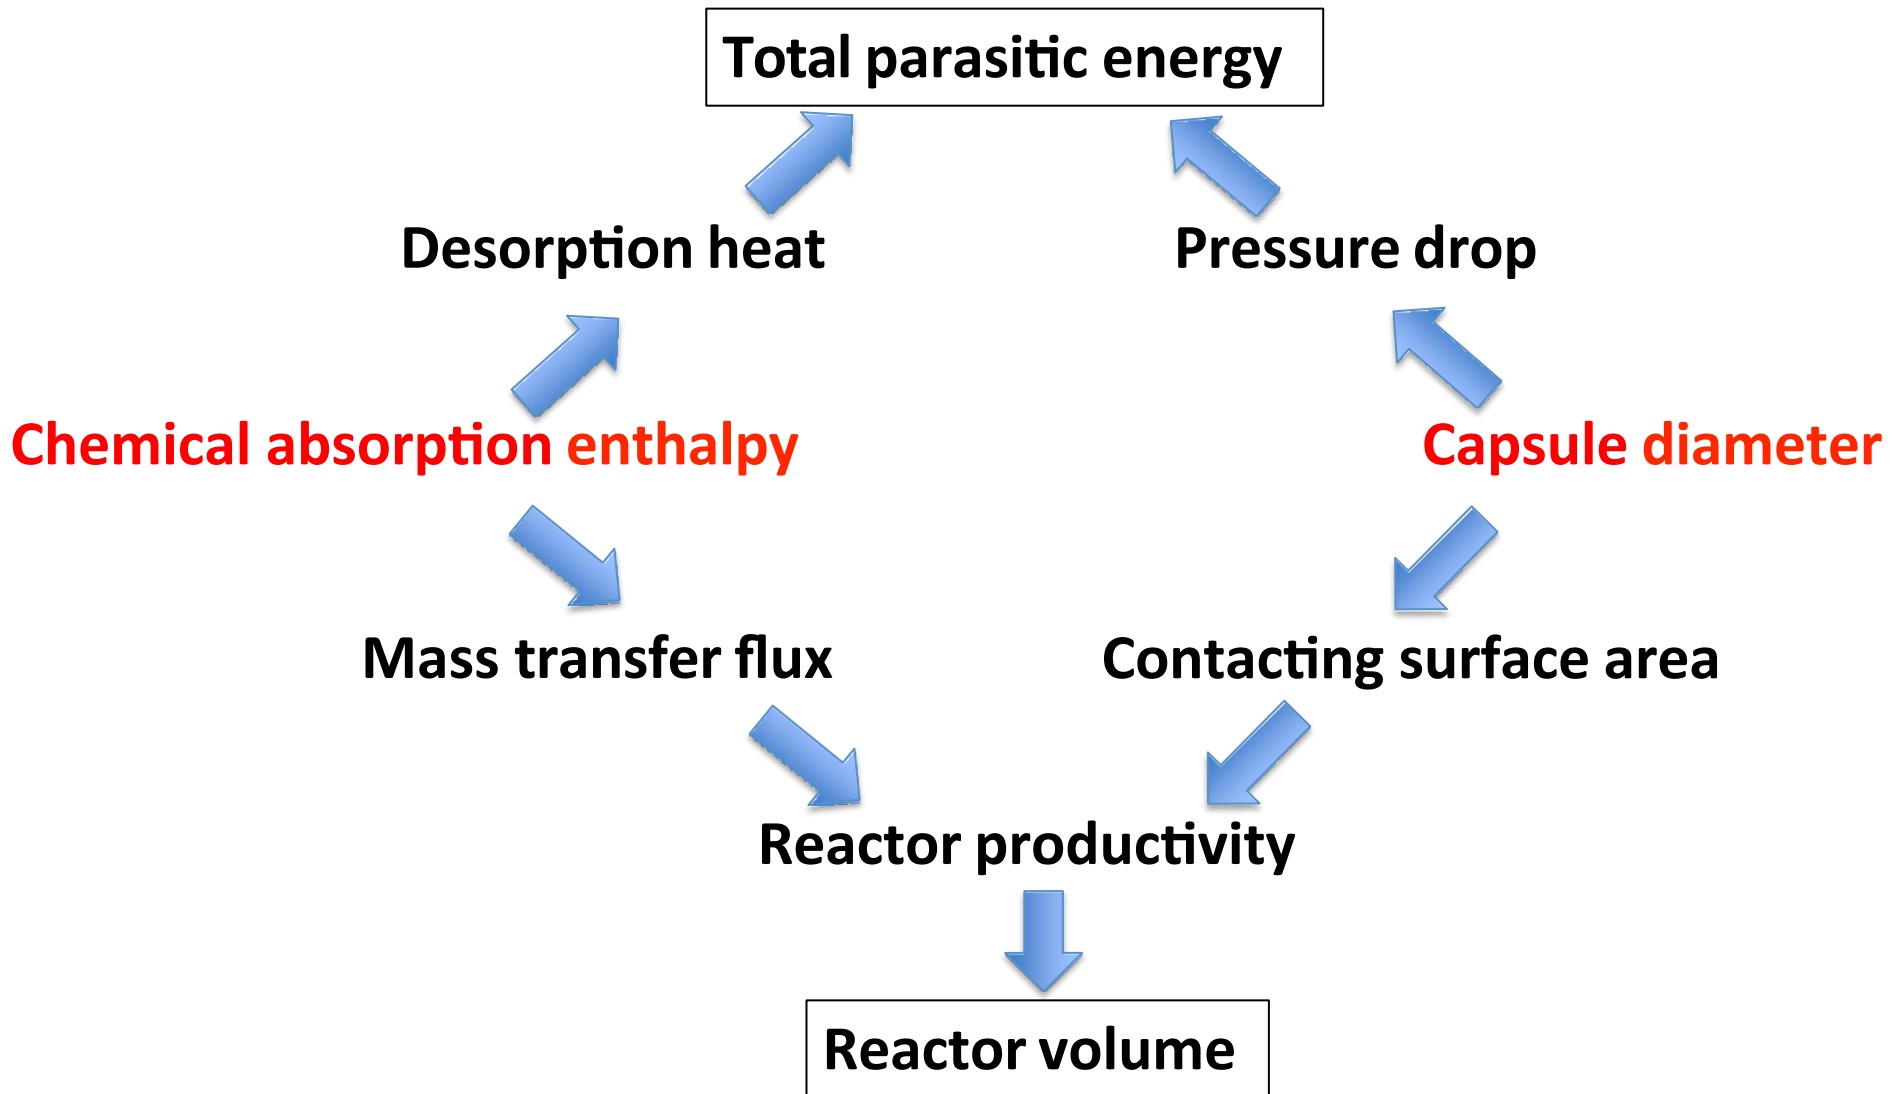 Total parasitic energy
Desorption heat
Pressure drop
Chemical absorption enthalpy
Capsule diameter
Mass transfer flux
Contacting surface area
Reactor productivity
Reactor volume